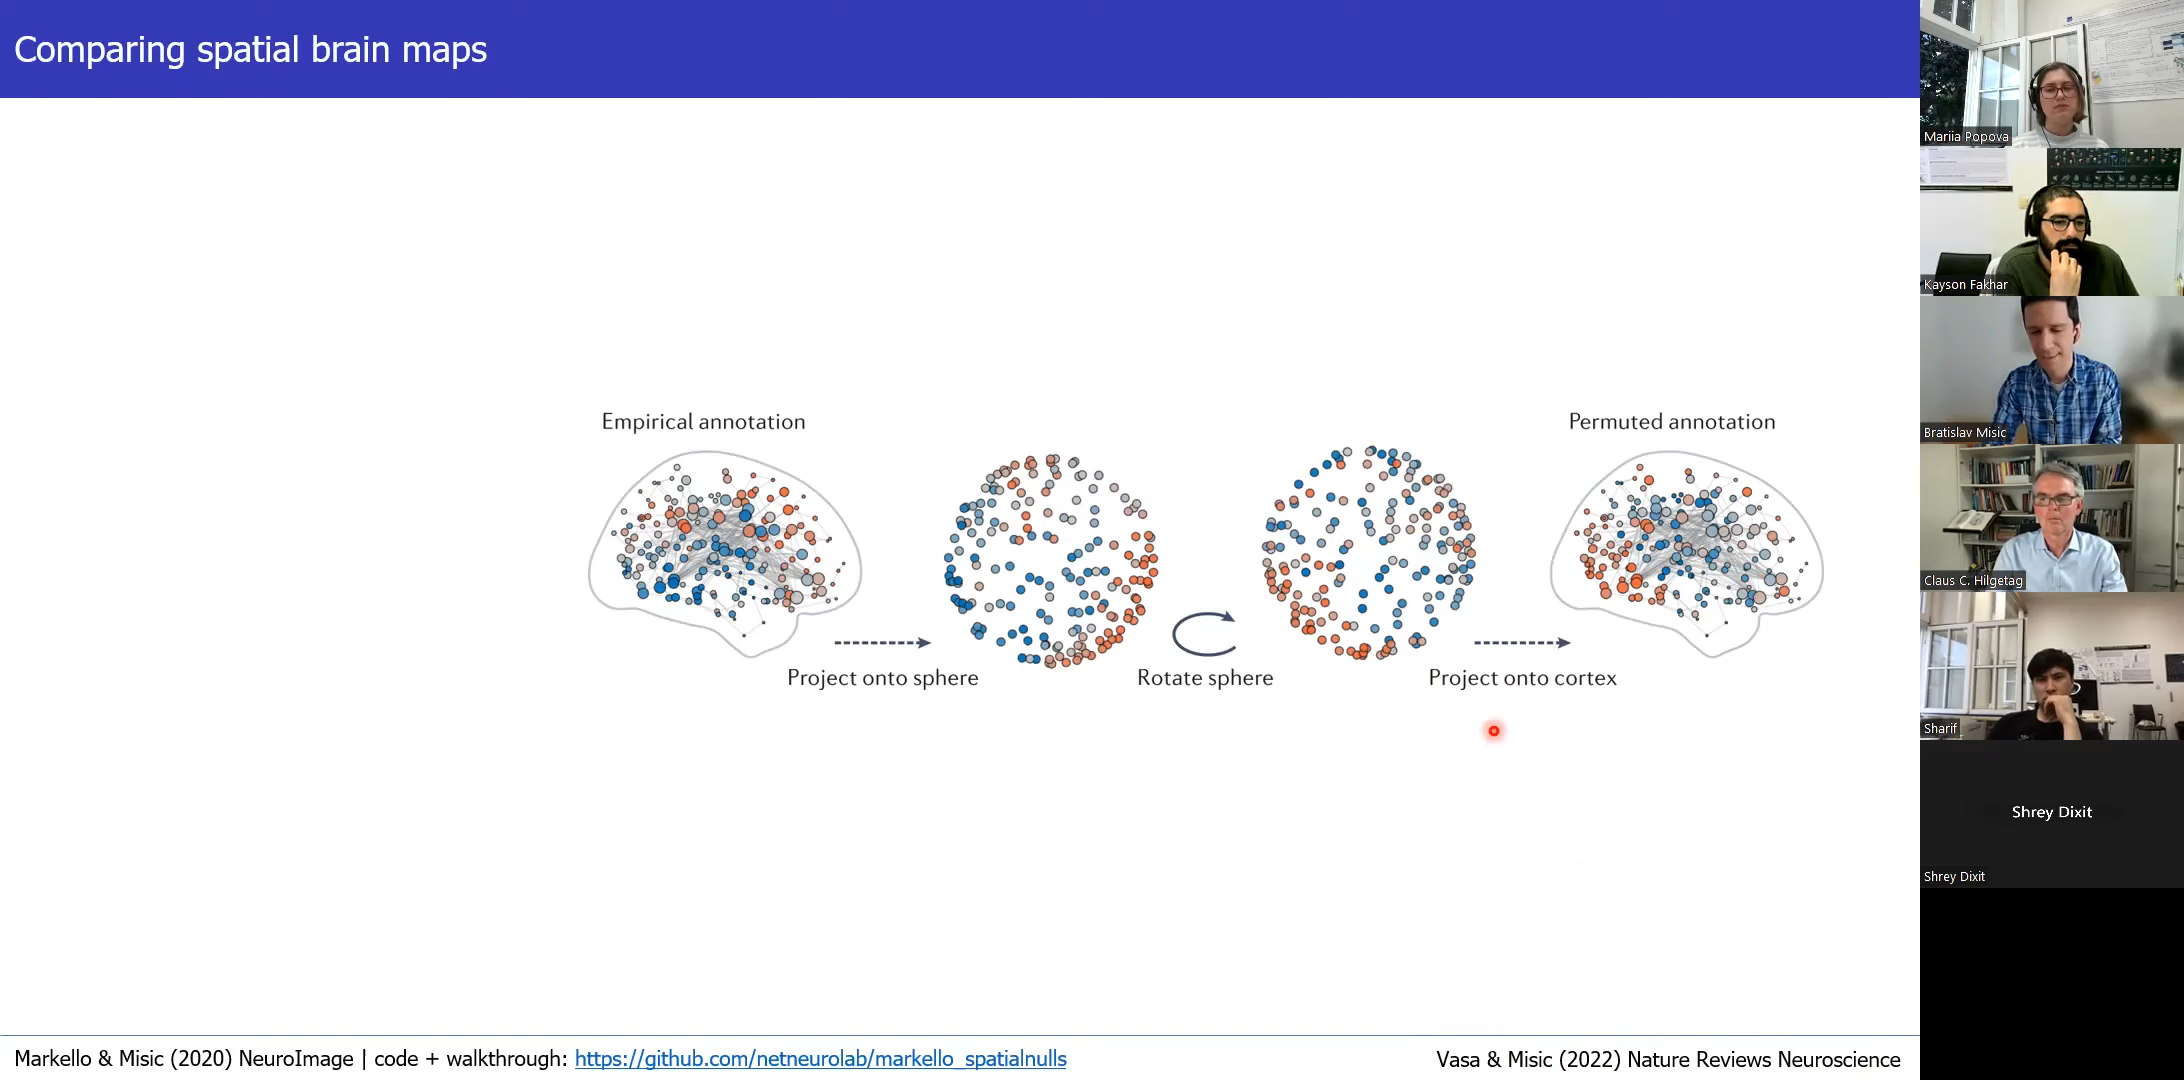 Comparing spatial brain maps
Empirical annotation
Permuted annotation
Project onto sphere
Rotate sphere
Project onto cortex
Markello & Misic (2020) NeuroImage | code + walkthrough: https://github.com/netneurolab/markello_spatialnulls
Vasa & Misic (2022) Nature Reviews Neuroscience
Mariia Popova
Kayson Fakhar
Bratislav Misic
Claus C. Hilgetag
Sharif
Shrey Dixit
Shrey Dixit